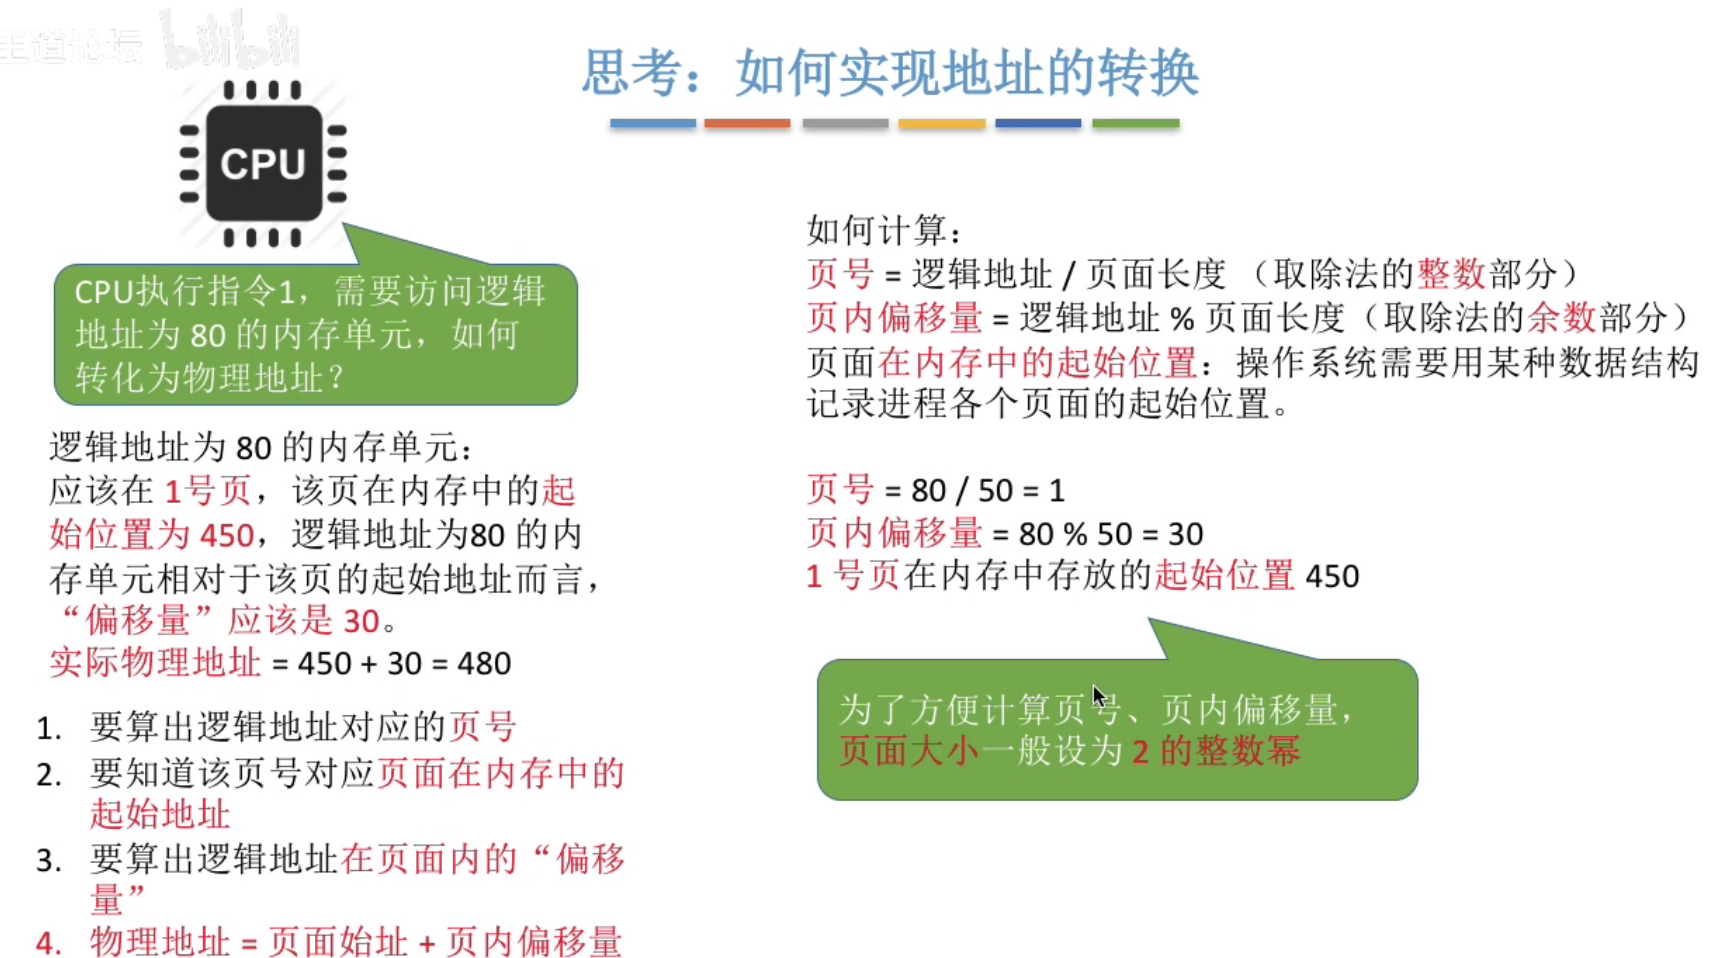 王道论坛 bilibili
思考：如何实现地址的转换
CPU
CPU执行指令1，需要访问逻辑
地址为 80 的内存单元，如何
转化为物理地址？
逻辑地址为 80 的内存单元：
应该在 1号页，该页在内存中的起
始位置为 450，逻辑地址为80 的内
存单元相对于该页的起始地址而言，
“偏移量”应该是 30。
实际物理地址 = 450 + 30 = 480
1. 要算出逻辑地址对应的页号
2. 要知道该页号对应页面在内存中的
起始地址
3. 要算出逻辑地址在页面内的“偏移
量”
4. 物理地址 = 页面始址 + 页内偏移量
如何计算：
页号 = 逻辑地址 / 页面长度 （取除法的整数部分）
页内偏移量 = 逻辑地址 % 页面长度（取除法的余数部分）
页面在内存中的起始位置：操作系统需要用某种数据结构
记录进程各个页面的起始位置。
页号 = 80 / 50 = 1
页内偏移量 = 80 % 50 = 30
1 号页在内存中存放的起始位置 450
为了方便计算页号、页内偏移量，
页面大小一般设为 2 的整数幂